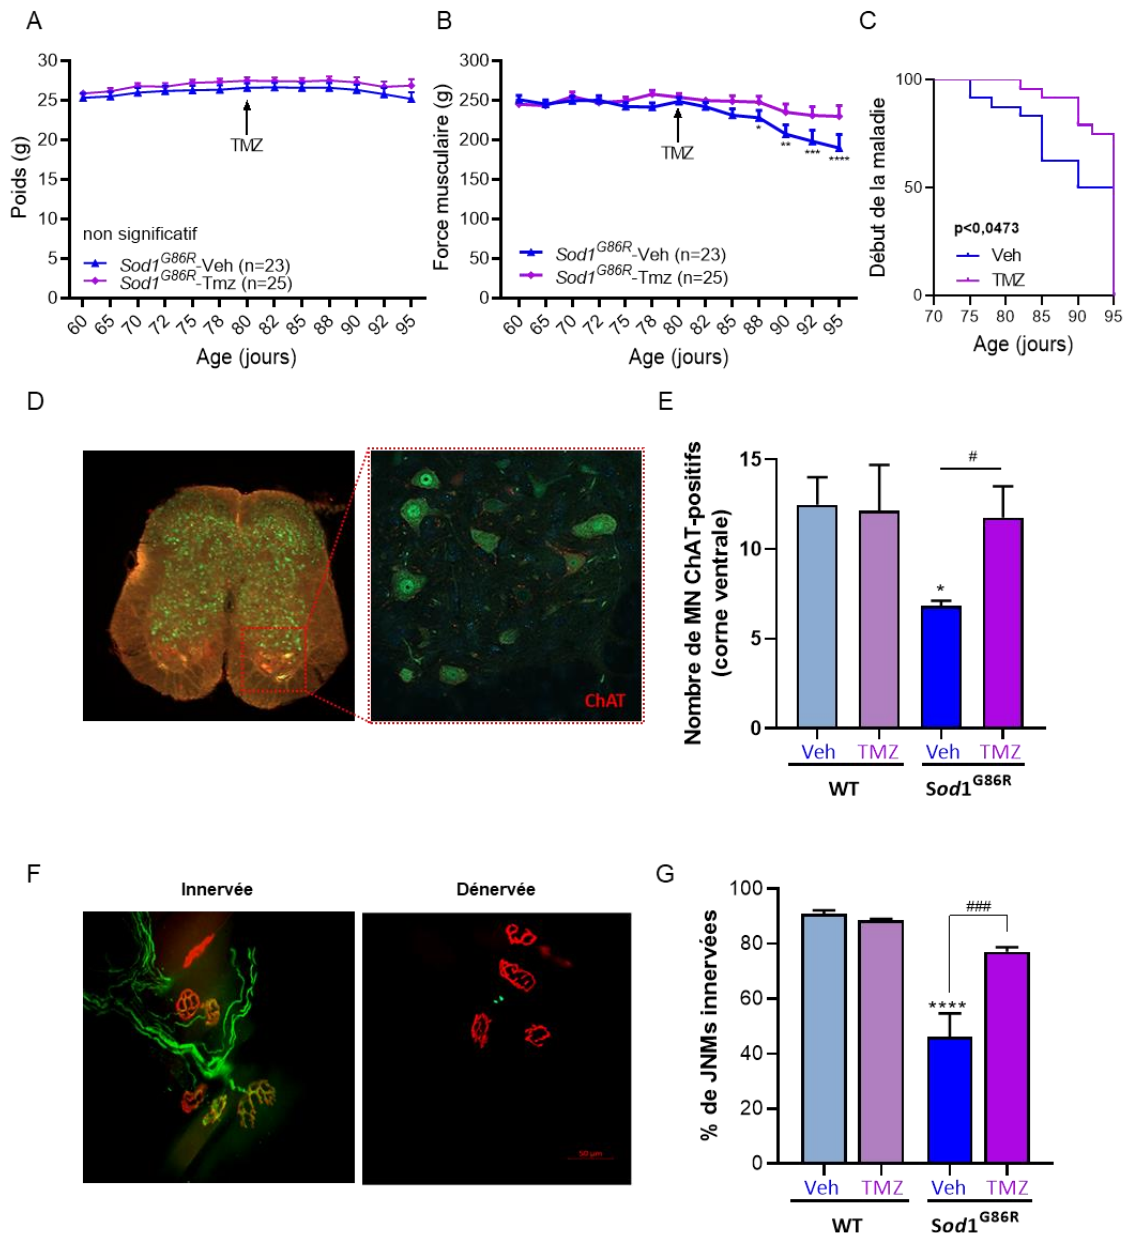 A
Poids (g)
30
25
20
15
10
5
0
TMZ
non significatif
Sod1G86R-Veh (n=23)
Sod1G86R-Tmz (n=25)
60 65 70 72 75 78 80 82 85 88 90 92 95
Age (jours)
B
Force musculaire (g)
300
250
200
150
100
50
0
TMZ
* ** *** ****
Sod1G86R-Veh (n=23)
Sod1G86R-Tmz (n=25)
60 65 70 72 75 78 80 82 85 88 90 92 95
Age (jours)
C
Début de la maladie
100
50
0
p<0,0473
Veh
TMZ
70 75 80 85 90 95
Age (jours)
D
ChAT
E
Nombre de MN ChAT-positifs
(corne ventrale)
15
10
5
0
#
*
Veh TMZ Veh TMZ
WT Sod1G86R
F
Innervée
Dénervée
50 µm
G
% de JNMs innervées
100
80
60
40
20
0
###
****
Veh TMZ Veh TMZ
WT Sod1G86R